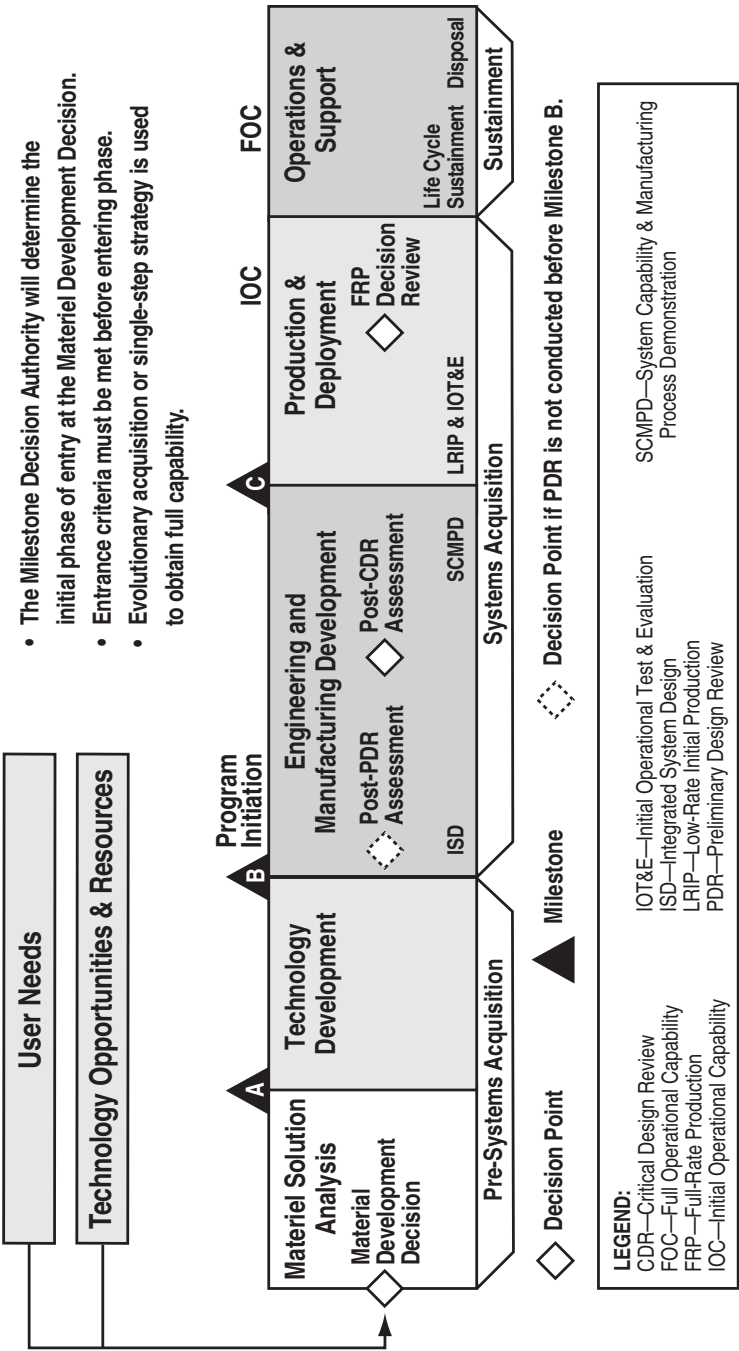 User Needs
Technology Opportunities & Resources
• The Milestone Decision Authority will determine the
initial phase of entry at the Materiel Development Decision.
• Entrance criteria must be met before entering phase.
• Evolutionary acquisition or single-step strategy is used
to obtain full capability.
A
B
Program
Initiation
C
IOC
FOC
Materiel Solution
Analysis
Material
Development
Decision
Technology
Development
Engineering and
Manufacturing Development
Post-PDR
Assessment
Post-CDR
Assessment
ISD
SCMPD
Production &
Deployment
FRP
Decision
Review
LRIP & IOT&E
Operations &
Support
Life Cycle
Sustainment
Disposal
Pre-Systems Acquisition
Systems Acquisition
Sustainment
Decision Point
Milestone
Decision Point if PDR is not conducted before Milestone B.
LEGEND:
CDR—Critical Design Review
FOC—Full Operational Capability
FRP—Full-Rate Production
IOC—Initial Operational Capability
IOT&E—Initial Operational Test & Evaluation
ISD—Integrated System Design
LRIP—Low-Rate Initial Production
PDR—Preliminary Design Review
SCMPD—System Capability & Manufacturing
Process Demonstration